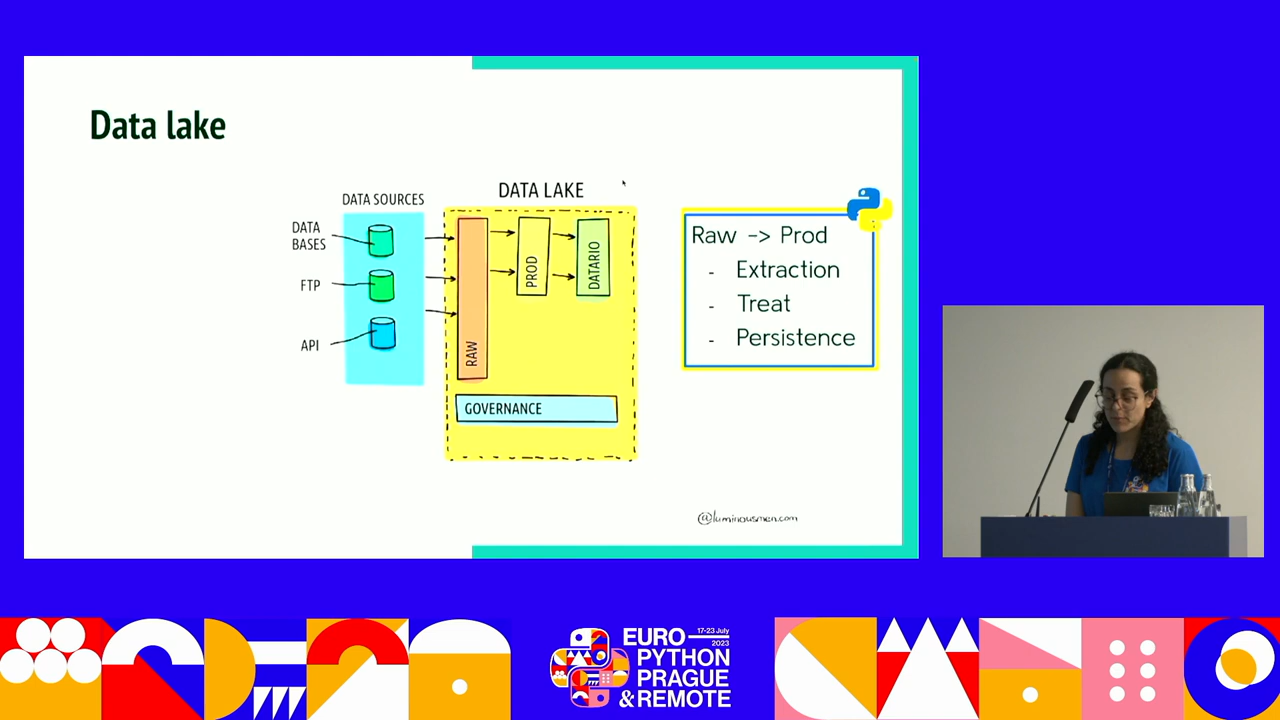 Data lake
DATA SOURCES
DATA
BASES
FTP
API
DATA LAKE
RAW
PROD
DATARIO
GOVERNANCE
Raw -> Prod
- Extraction
- Treat
- Persistence
@luminousmen.com
17-23 July
2023
EURO
PYTHON
PRAGUE
& REMOTE